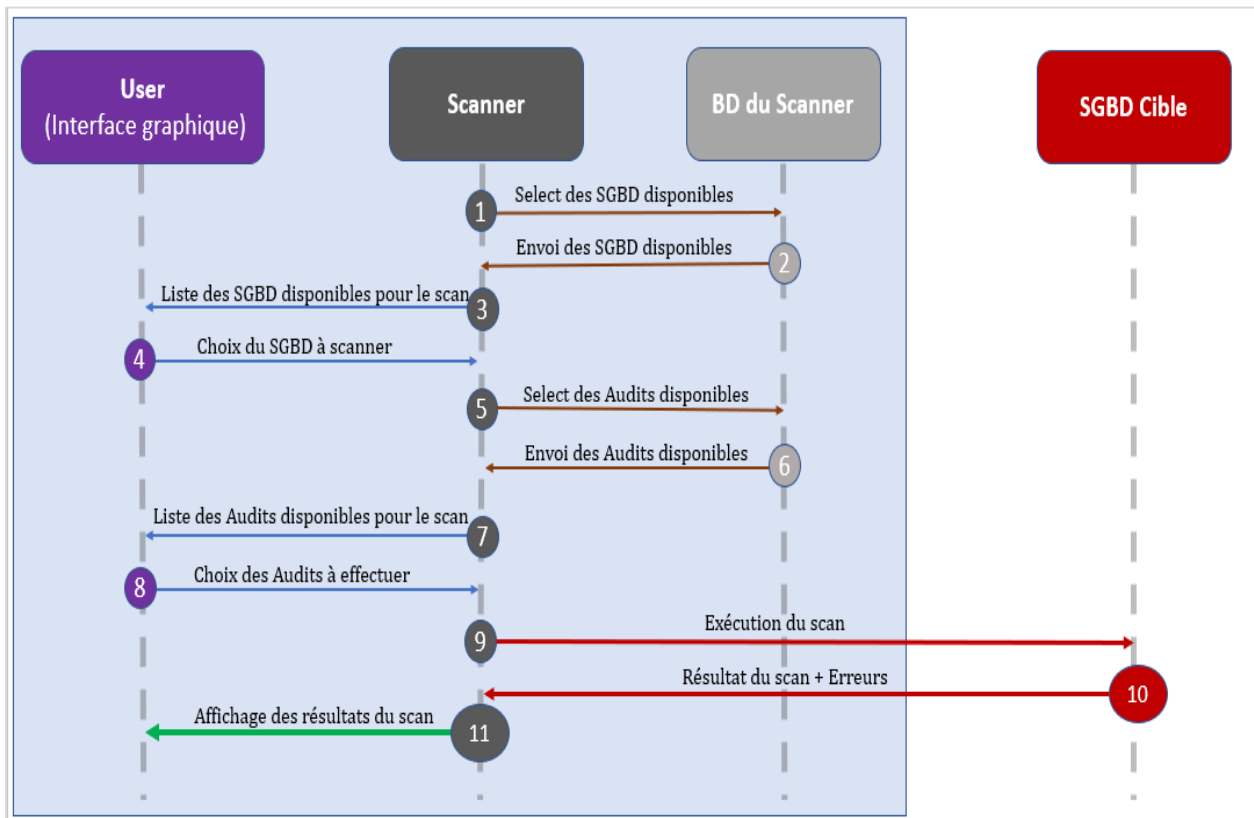 User
(Interface graphique)
Scanner
BD du Scanner
SGBD Cible
1
Select des SGBD disponibles
Envoi des SGBD disponibles
2
Liste des SGBD disponibles pour le scan
3
4
Choix du SGBD à scanner
5
Select des Audits disponibles
Envoi des Audits disponibles
6
Liste des Audits disponibles pour le scan
7
8
Choix des Audits à effectuer
9
Exécution du scan
Résultat du scan + Erreurs
10
Affichage des résultats du scan
11